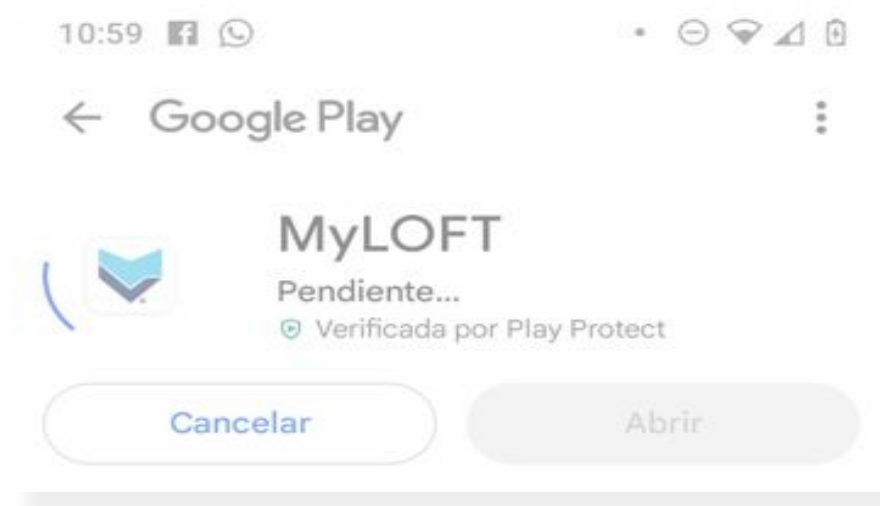 10:59
Google Play
MyLOFT
Pendiente...
Verificada por Play Protect
Cancelar
Abrir